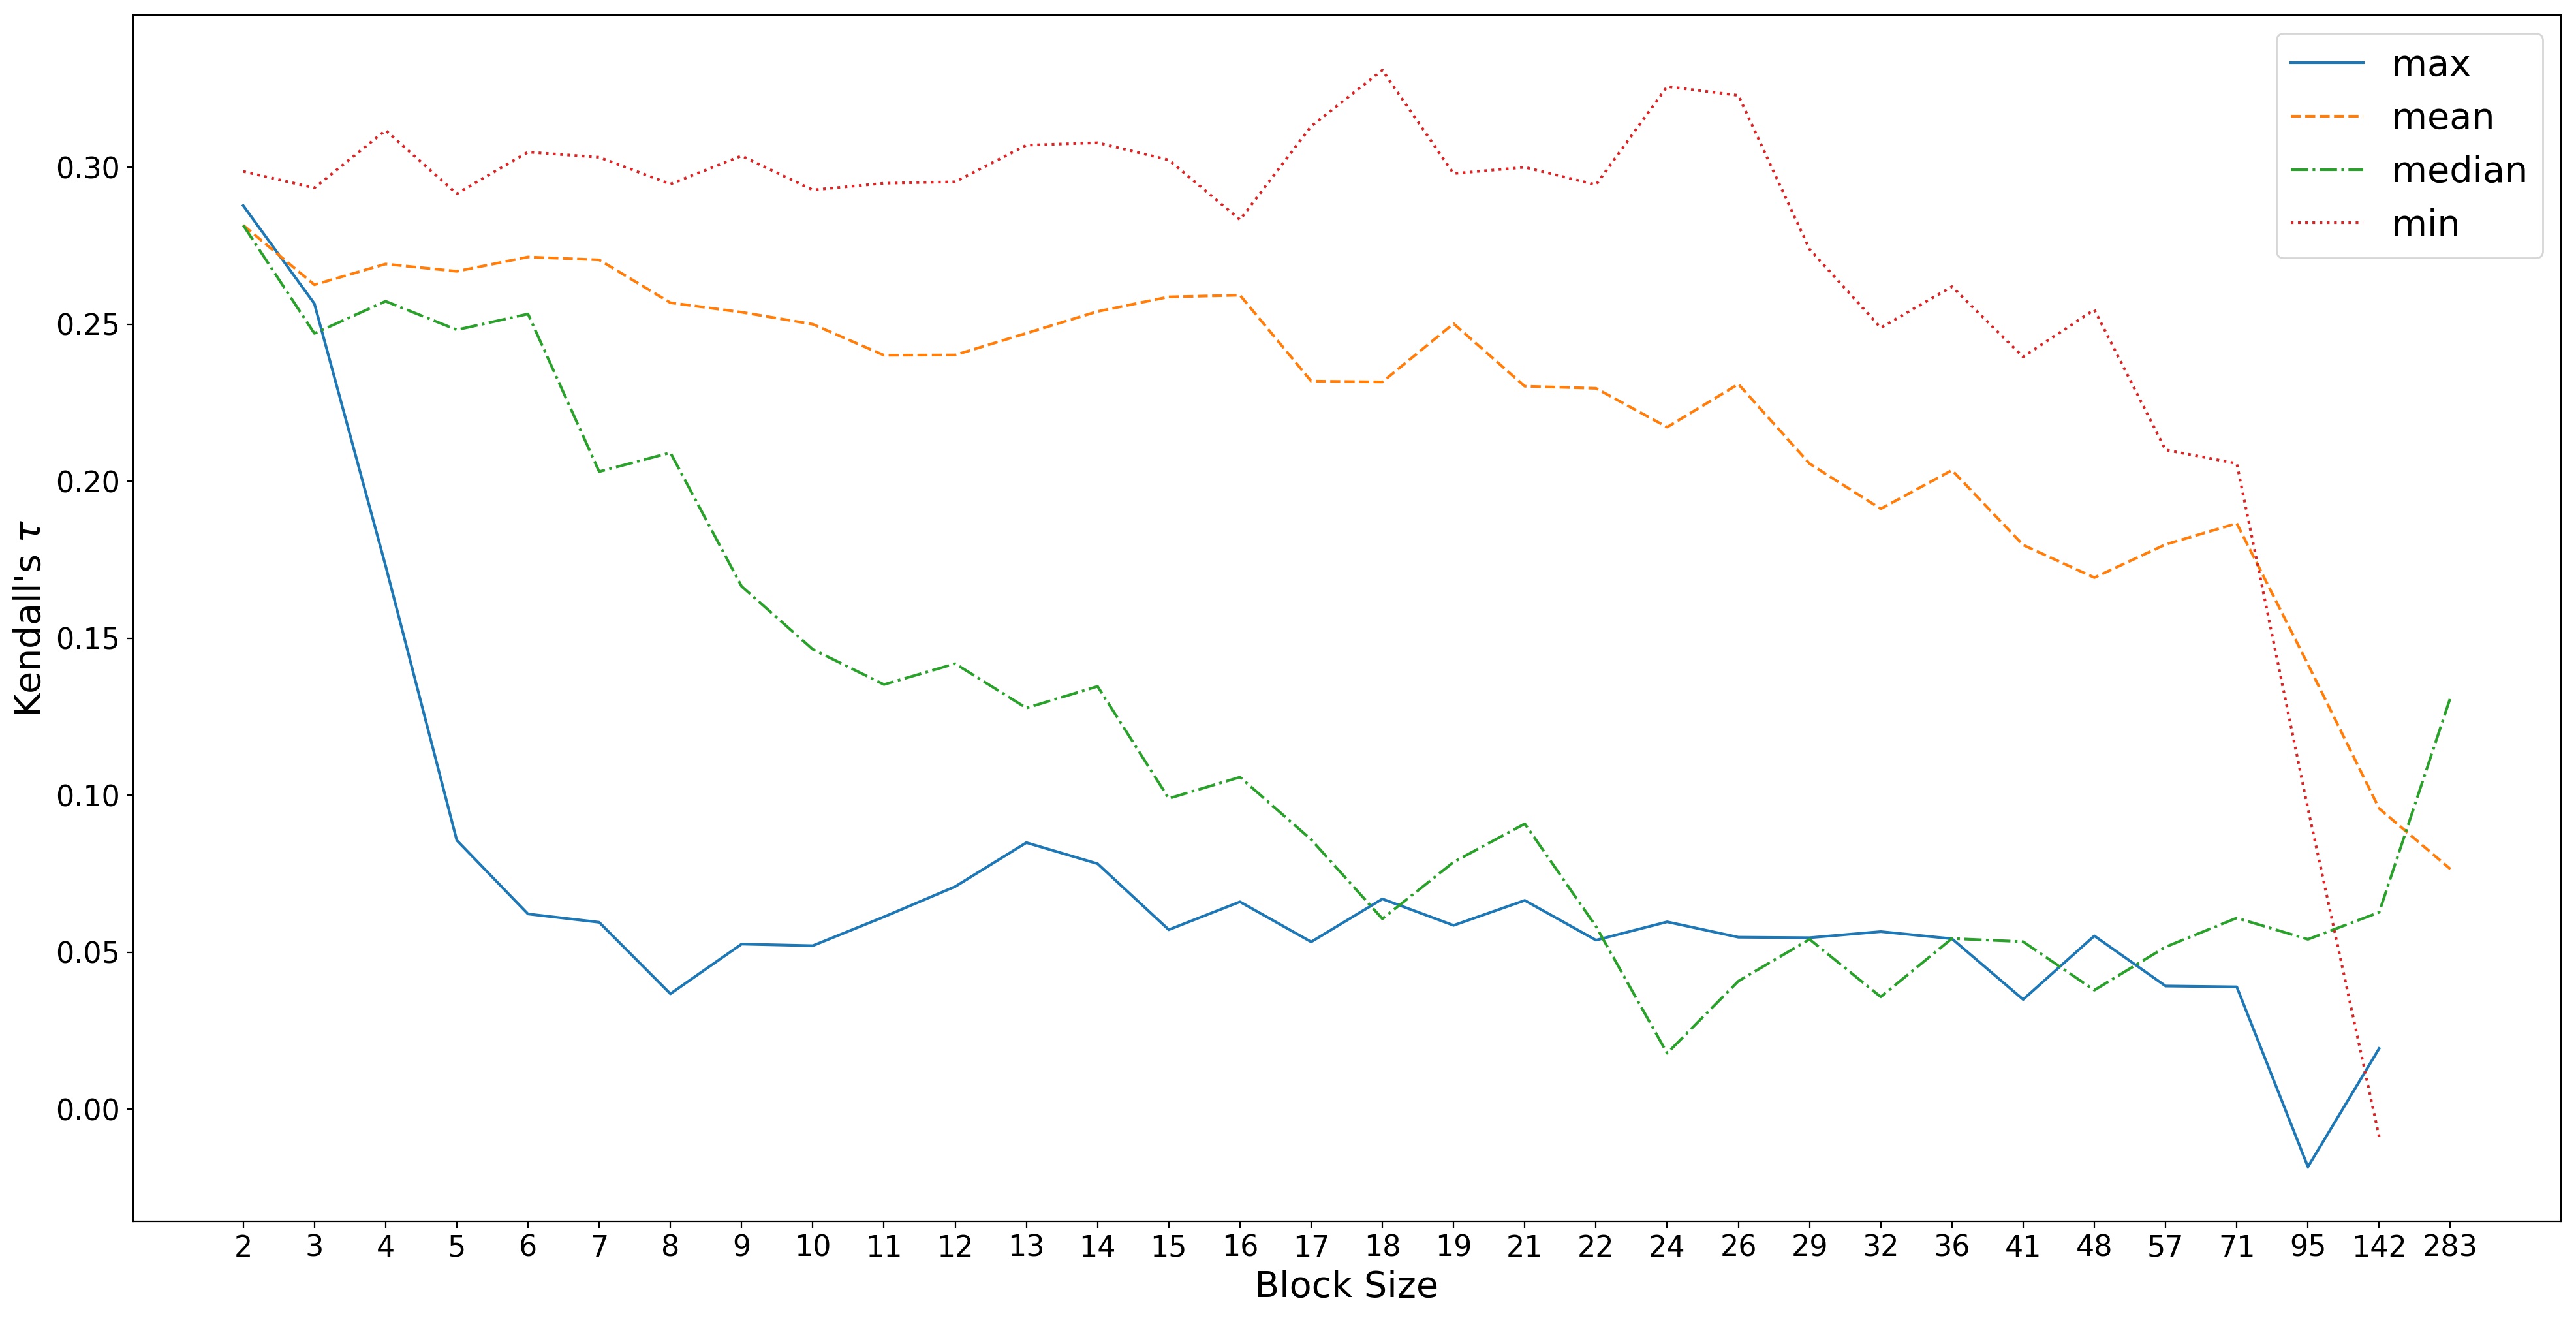 max
mean
median
min
0.30
0.25
0.20
0.15
0.10
0.05
0.00
Kendall's τ
2 3 4 5 6 7 8 9 10 11 12 13 14 15 16 17 18 19 21 22 24 26 29 32 36 41 48 57 71 95 142 283
Block Size